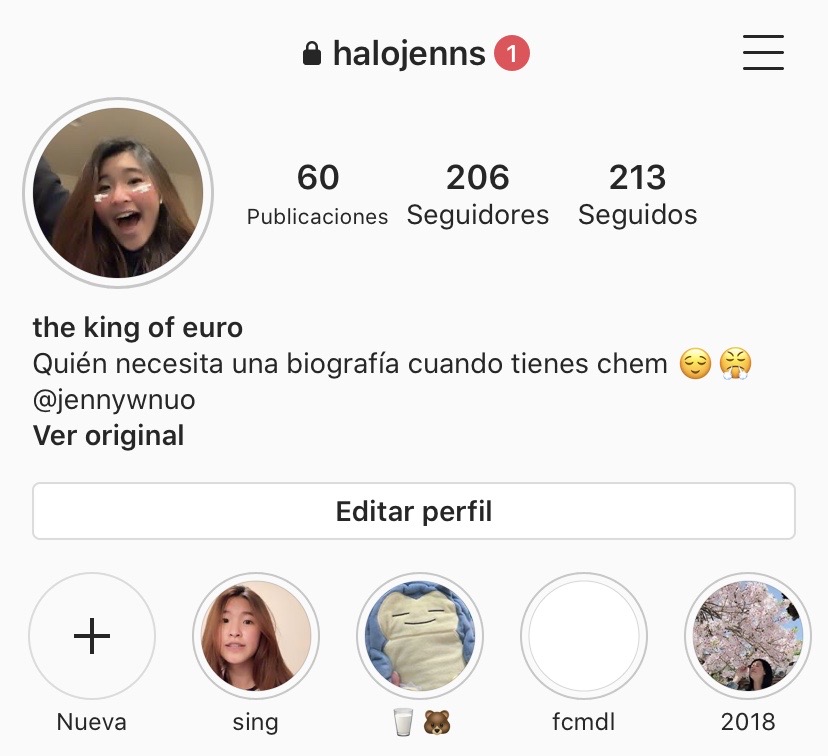 halojenns 1
60 206 213
Publicaciones Seguidores Seguidos
the king of euro
Quién necesita una biografía cuando tienes chem 😌😤
@jennywnuo
Ver original
Editar perfil
Nueva sing 🥛🐻 fcmdl 2018